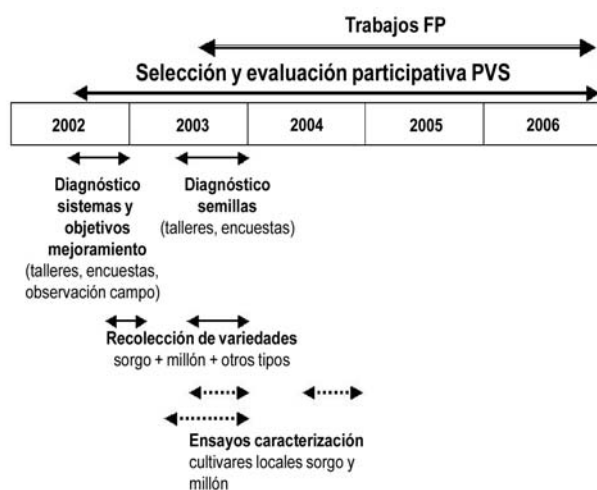 Trabajos FP
Selección y evaluación participativa PVS
2002 2003 2004 2005 2006
Diagnóstico
sistemas y
objetivos
mejoramiento
(talleres, encuestas,
observación campo)
Diagnóstico
semillas
(talleres, encuestas)
Recolección de variedades
sorgo + millón + otros tipos
Ensayos caracterización
cultivares locales sorgo y
millón